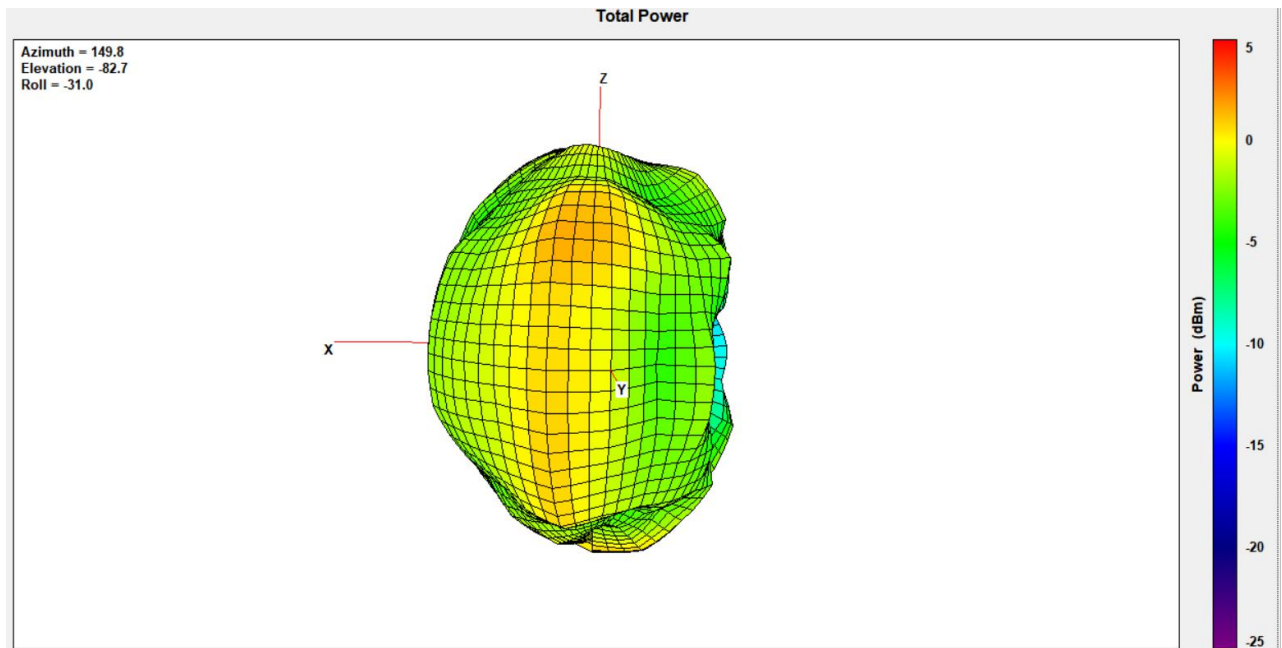 Total Power
Azimuth = 149.8
Elevation = -82.7
Roll = -31.0
Z
X
Y
5
0
-5
-10
-15
-20
-25
Power (dBm)